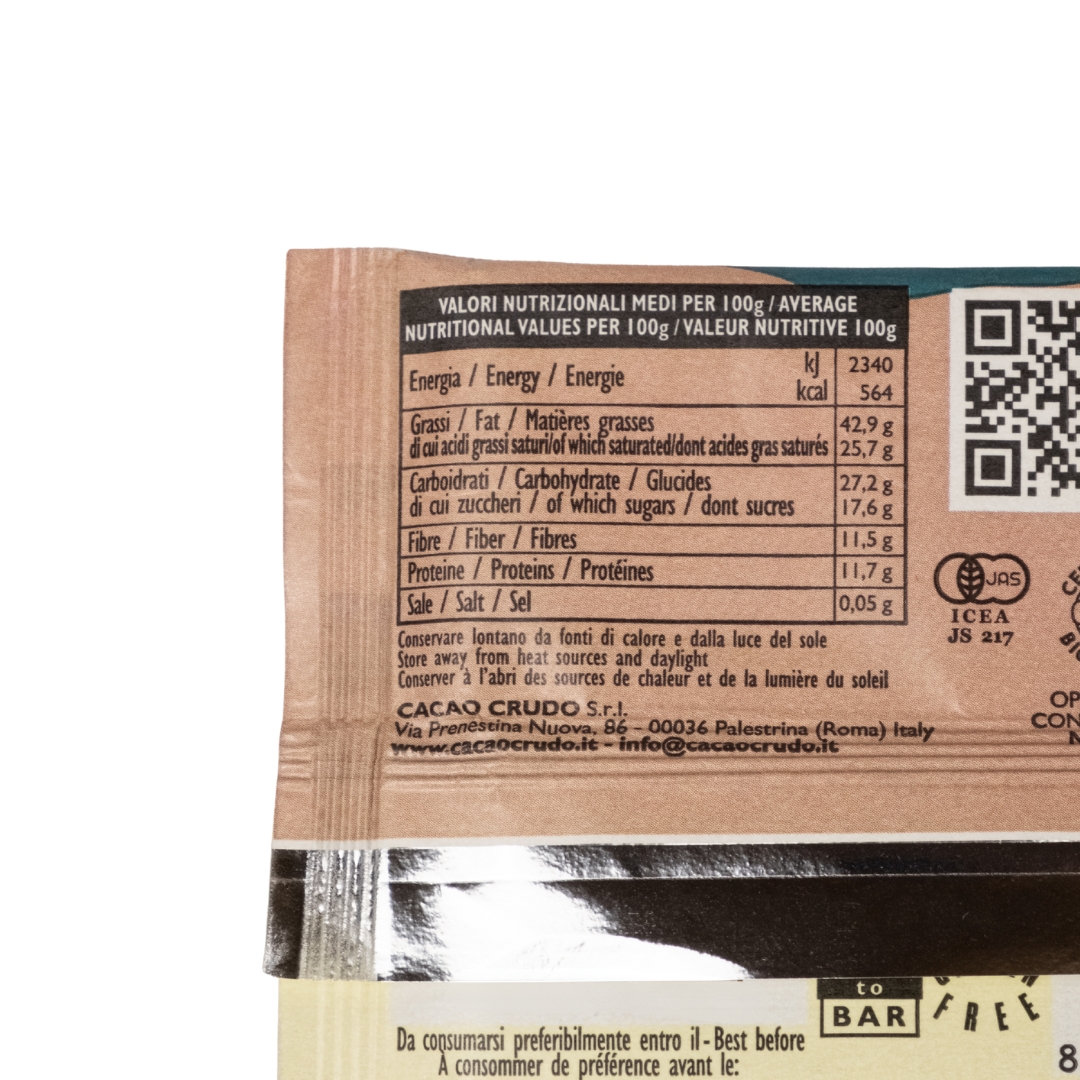 VALORI NUTRIZIONALI MEDI PER 100g / AVERAGE
NUTRITIONAL VALUES PER 100g / VALEUR NUTRITIVE 100g
Energia / Energy / Energie kJ 2340
kcal 564
Grassi / Fat / Matières grasses 42,9 g
di cui acidi grassi saturi/of which saturated/dont acides gras saturés 25,7 g
Carboidrati / Carbohydrate / Glucides 27,2 g
di cui zuccheri / of which sugars / dont sucres 17,6 g
Fibre / Fiber / Fibres 11,5 g
Proteine / Proteins / Protéines 11,7 g
Sale / Salt / Sel 0,05 g
Conservare lontano da fonti di calore e dalla luce del sole
Store away from heat sources and daylight
Conserver à l'abri des sources de chaleur et de la lumière du soleil
CACAO CRUDO S.r.l.
Via Prenestina Nuova, 86 - 00036 Palestrina (Roma) Italy
www.cacaocrudo.it - info@cacaocrudo.it
JAS
ICEA
JS 217
OP
CON
N
to
BAR
FREE
Da consumarsi preferibilmente entro il - Best before
À consommer de préférence avant le:
8